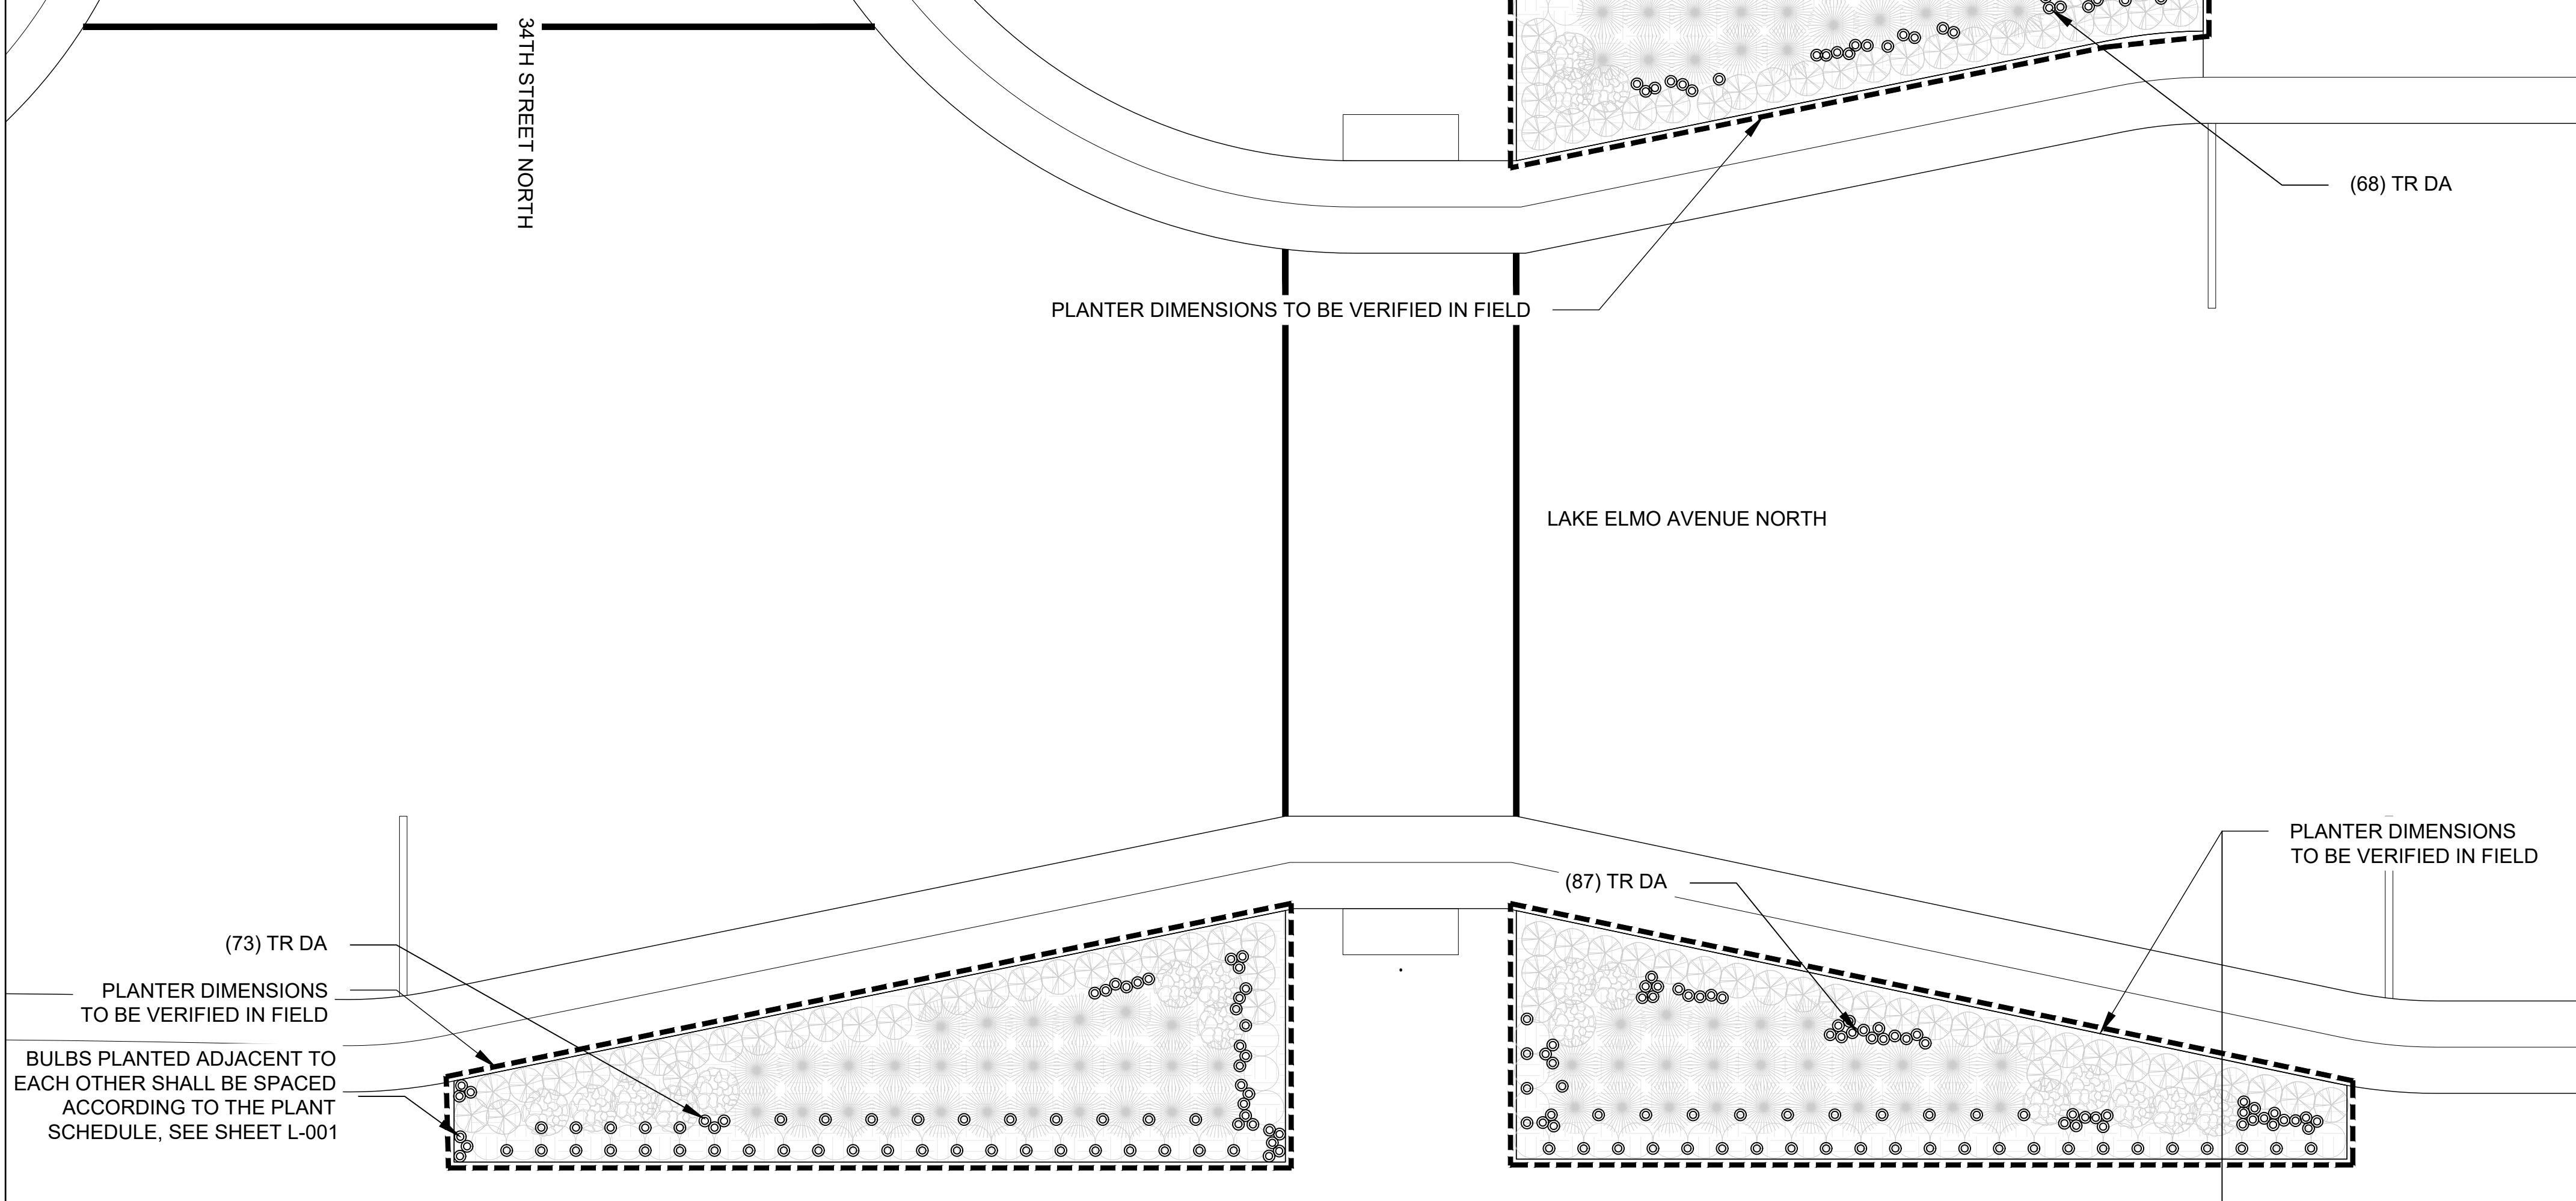 34TH STREET NORTH
(68) TR DA
PLANTER DIMENSIONS TO BE VERIFIED IN FIELD
LAKE ELMO AVENUE NORTH
PLANTER DIMENSIONS
TO BE VERIFIED IN FIELD
(87) TR DA
(73) TR DA
PLANTER DIMENSIONS
TO BE VERIFIED IN FIELD
BULBS PLANTED ADJACENT TO
EACH OTHER SHALL BE SPACED
ACCORDING TO THE PLANT
SCHEDULE, SEE SHEET L-001